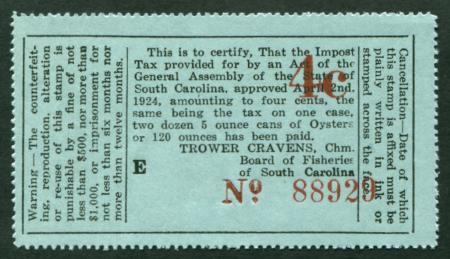 Warning—The counterfeit-
ing, reproduction, alteration
or re-use of this stamp is
punishable by a fine of not
less than $500, nor more than
$1,000, or imprisonment for
not less than six months nor
more than twelve months.
This is to certify, That the Impost
Tax provided for by an Act of the
General Assembly of the State of
South Carolina, approved April 2nd.
1924, amounting to four cents, the
same being the tax on one case,
two dozen 5 ounce cans of Oysters
or 120 ounces has been paid.
TROWER CRAVENS, Chm.
Board of Fisheries
of South Carolina
E
4c
No. 88929
Cancellation—Date of which
this stamp is affixed must be
plainly written in ink or
stamped across the face.